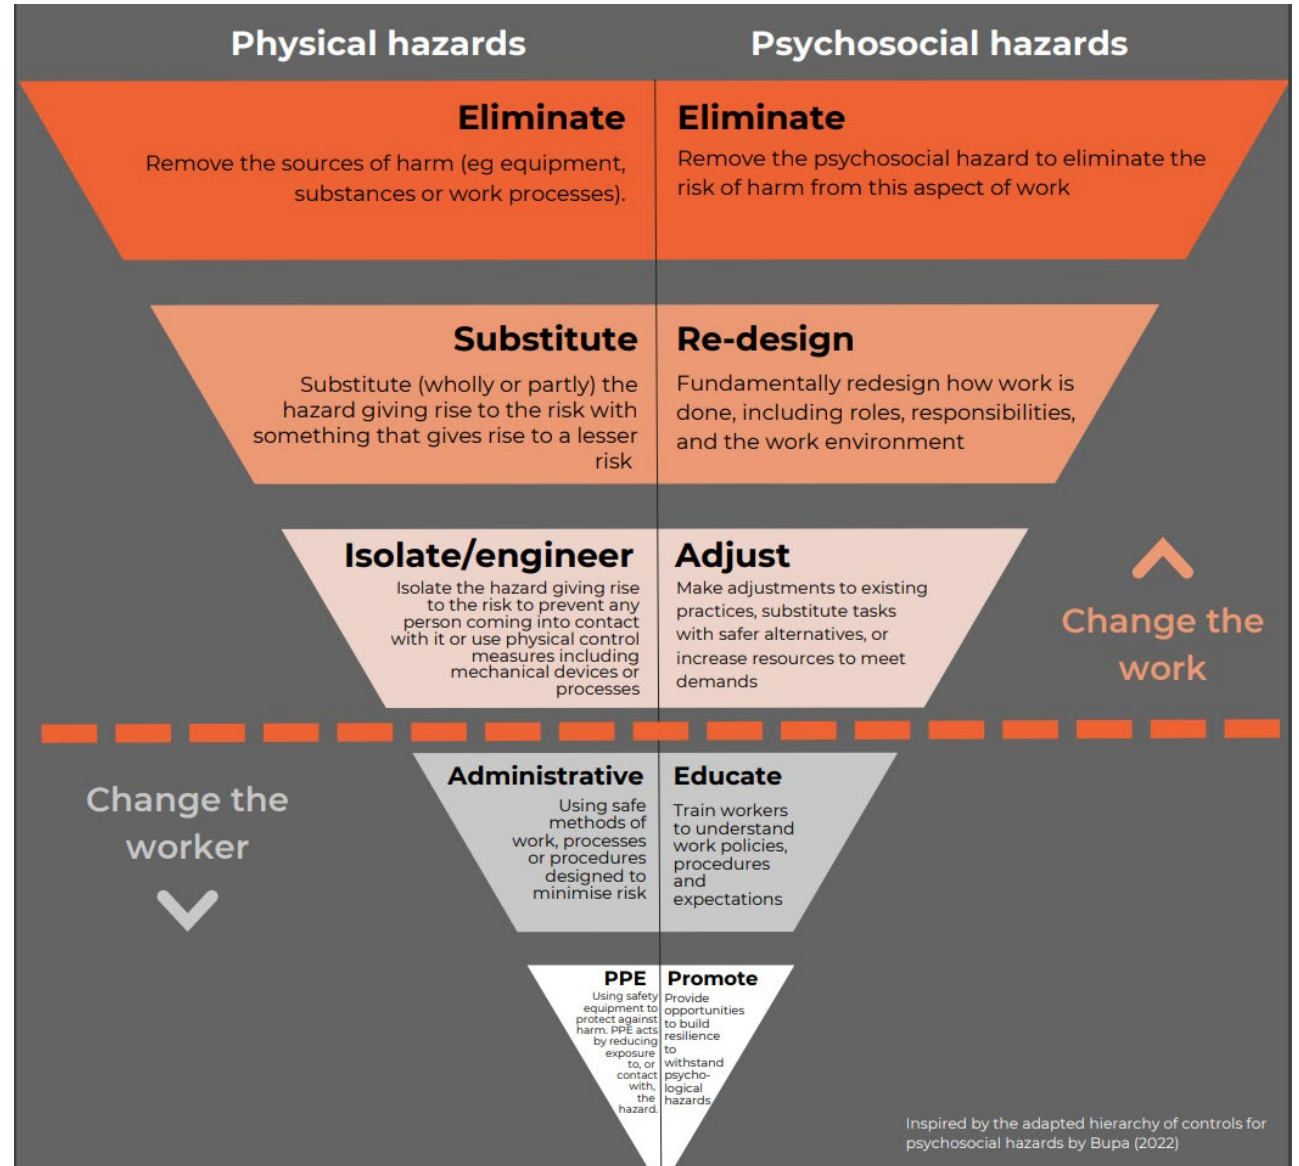 Physical hazards
Psychosocial hazards
Eliminate
Remove the sources of harm (eg equipment,
substances or work processes).
Eliminate
Remove the psychosocial hazard to eliminate the
risk of harm from this aspect of work
Substitute
Substitute (wholly or partly) the
hazard giving rise to the risk with
something that gives rise to a lesser
risk
Re-design
Fundamentally redesign how work is
done, including roles, responsibilities,
and the work environment
Isolate/engineer
Isolate the hazard giving rise
to the risk to prevent any
person coming into contact
with it or use physical control
measures including
mechanical devices or
processes
Adjust
Make adjustments to existing
practices, substitute tasks
with safer alternatives, or
increase resources to meet
demands
Change the
work
Change the
worker
Administrative
Using safe
methods of
work, processes
or procedures
designed to
minimise risk
Educate
Train workers
to understand
work policies,
procedures
and
expectations
PPE
Using safety
equipment to
protect against
harm. PPE acts
by reducing
exposure
to, or
contact
with,
the
hazard.
Promote
Provide
opportunities
to build
resilience
to
withstand
psycho-
logical
hazards
Inspired by the adapted hierarchy of controls for
psychosocial hazards by Bupa (2022)